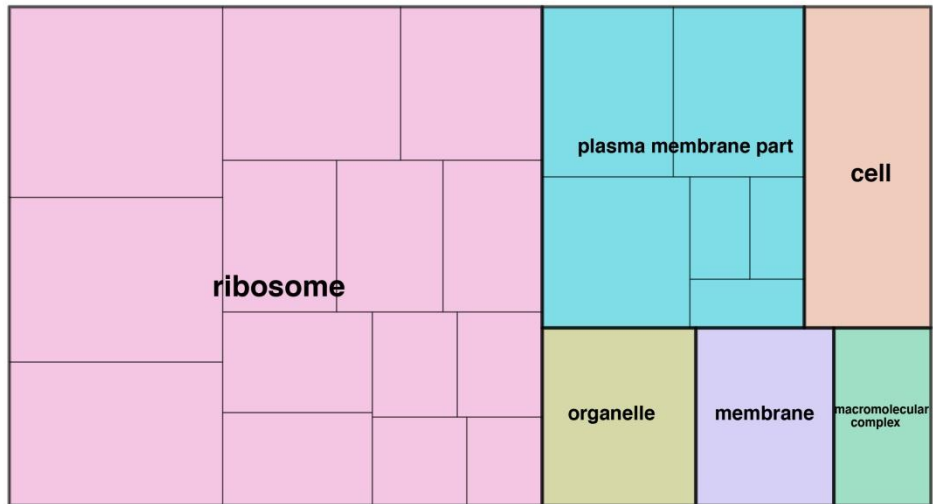 plasma membrane part
cell
ribosome
organelle
membrane
macromolecular
complex